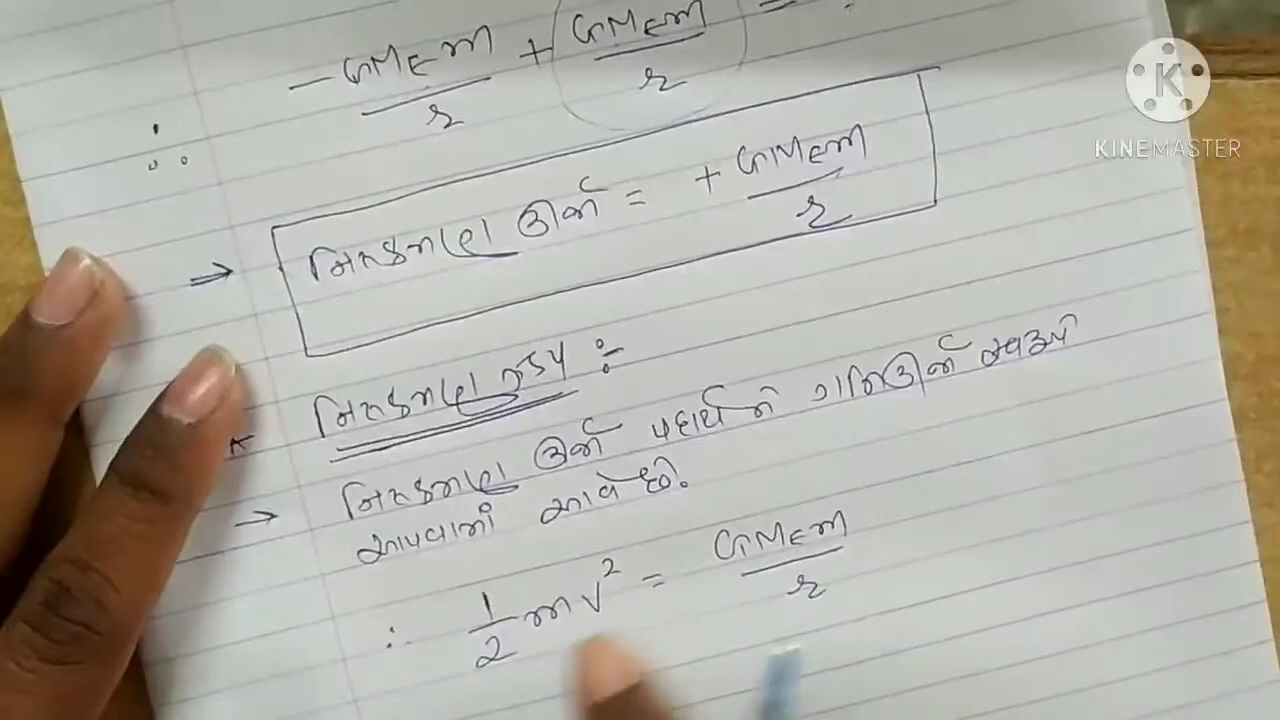 ∴ -GMEm/r + GMEm/r =
K
KINEMASTER
→ નિષ્ક્રમણ ઊર્જા = + GMEm/r
* નિષ્ક્રમણ ઝડપ :-
→ નિષ્ક્રમણ ઊર્જા પદાર્થને ગતિઊર્જા સ્વરૂપે
આપવામાં આવે છે.
∴ 1/2 mv² = GMEm/r